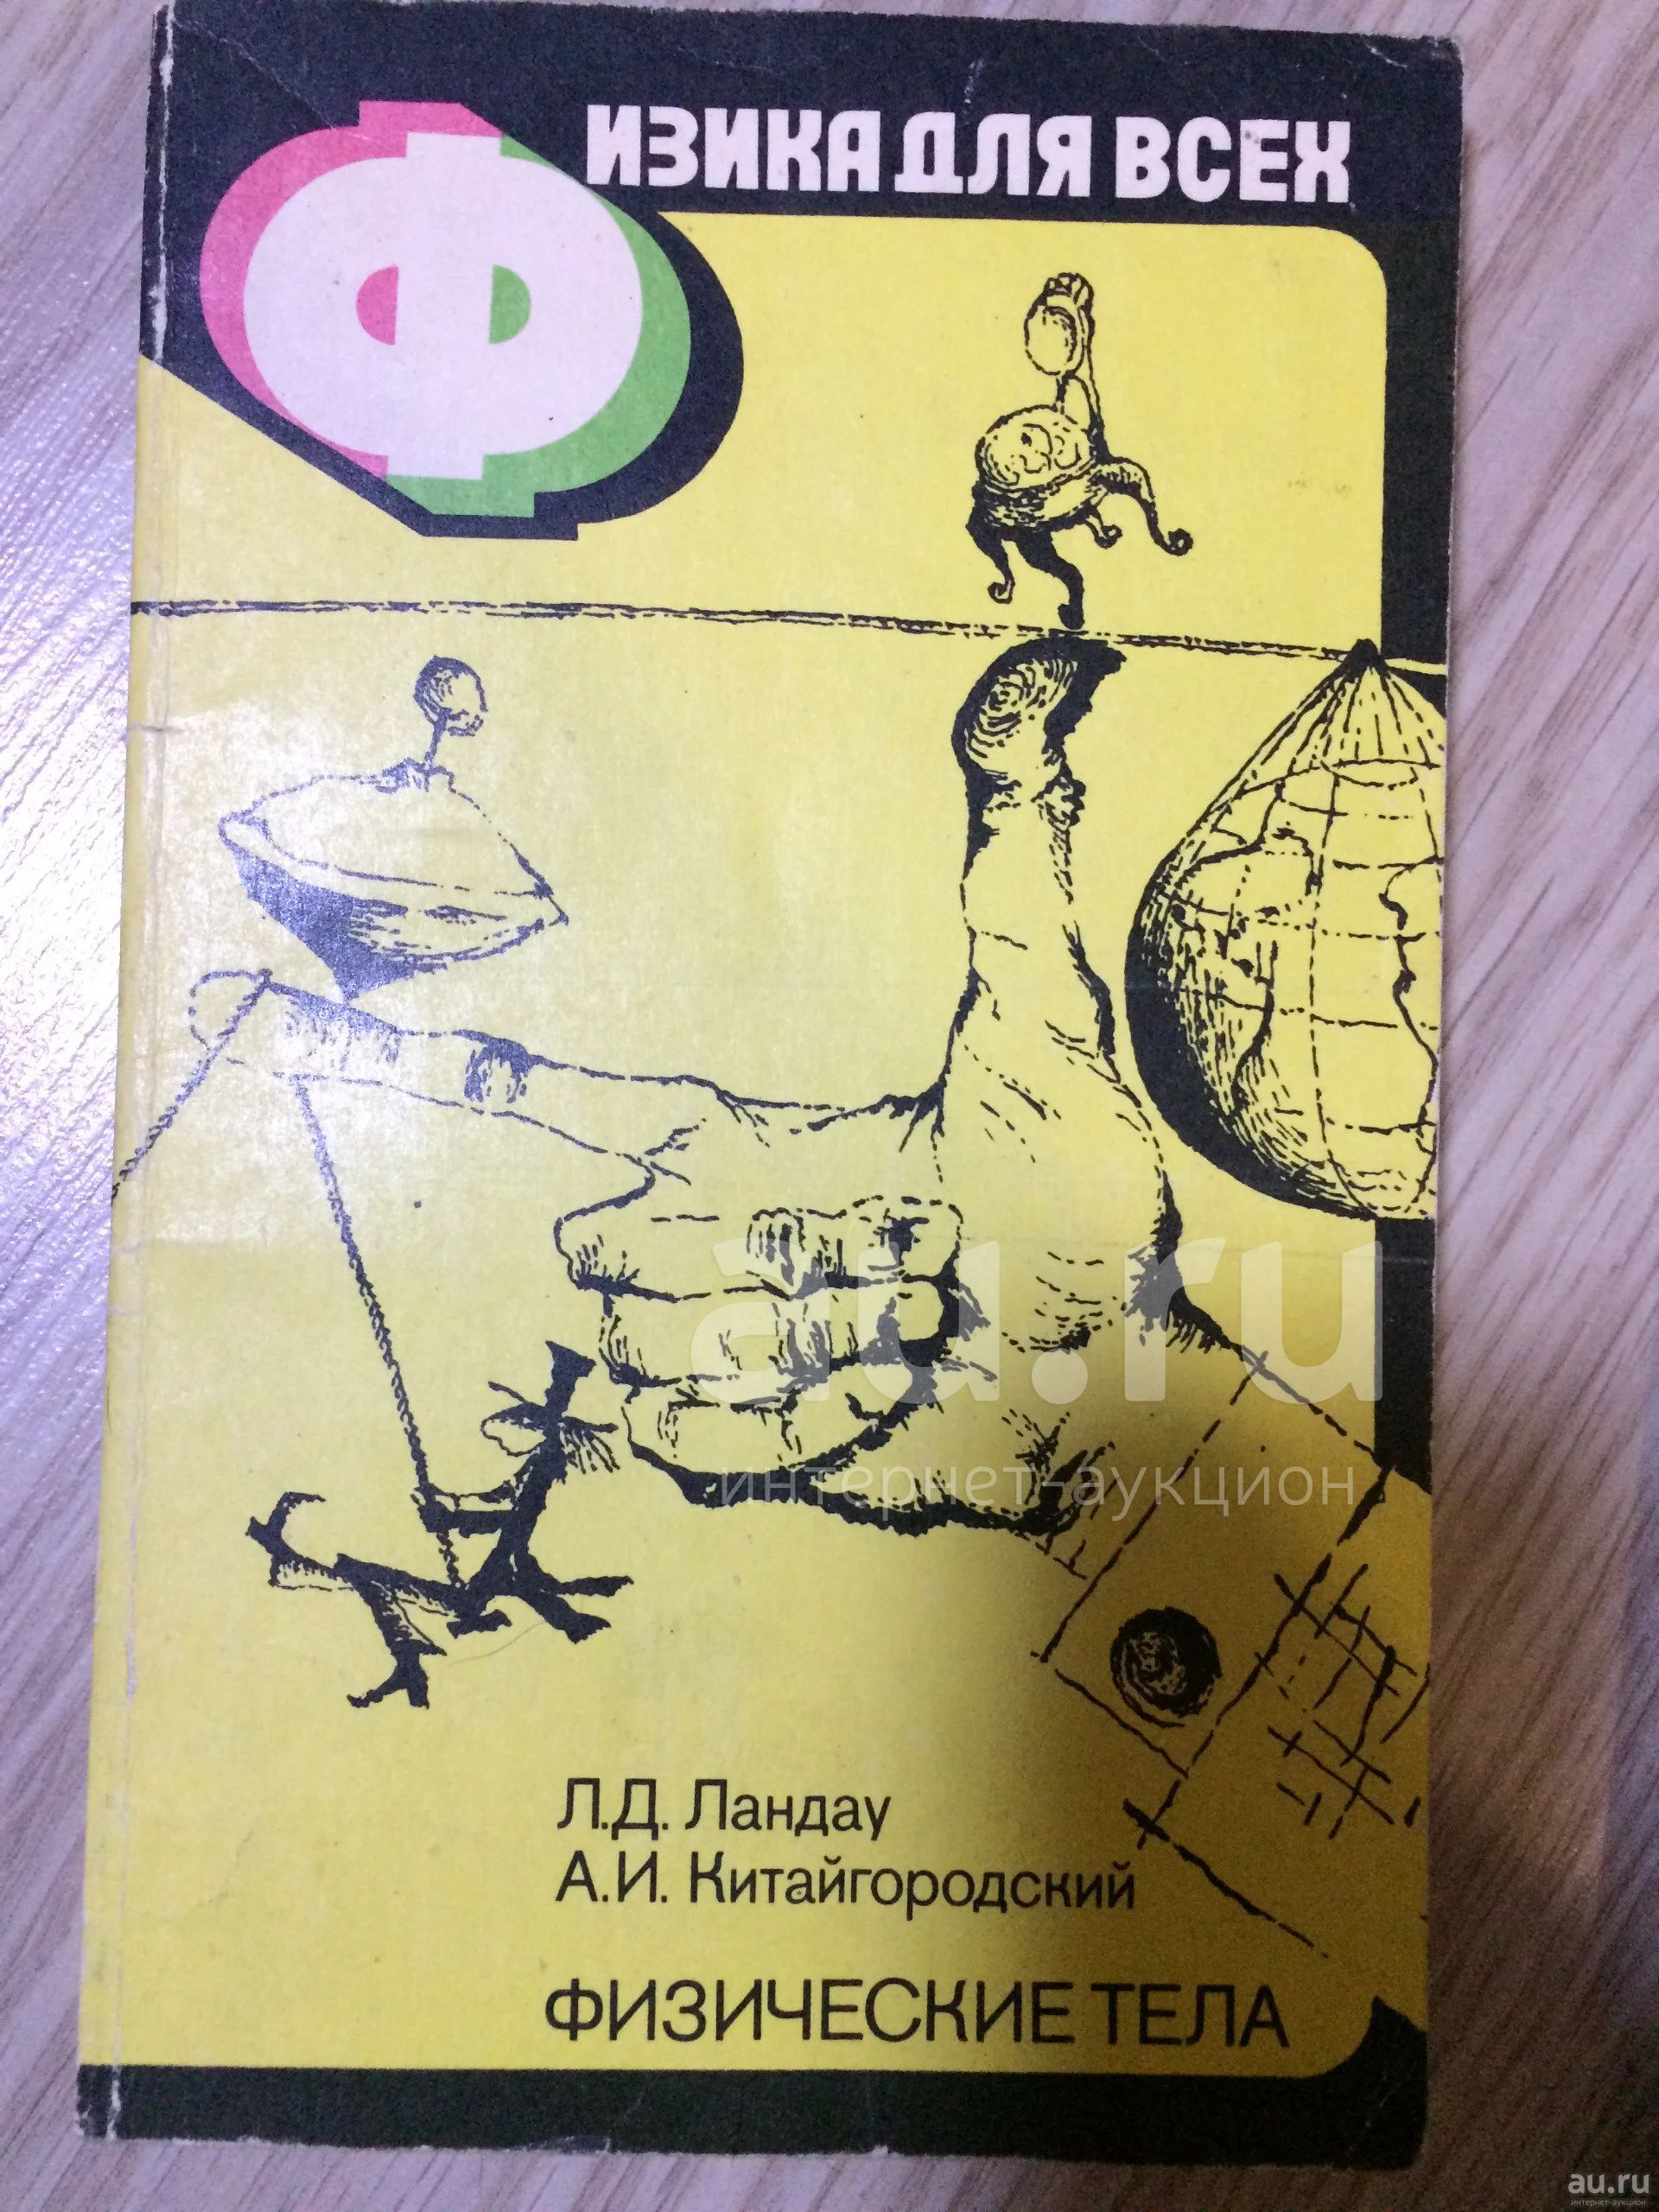 ФИЗИКА ДЛЯ ВСЕХ
au.ru
интернет-аукцион
Л.Д. Ландау
А.И. Китайгородский
ФИЗИЧЕСКИЕ ТЕЛА
au.ru
интернет-аукцион